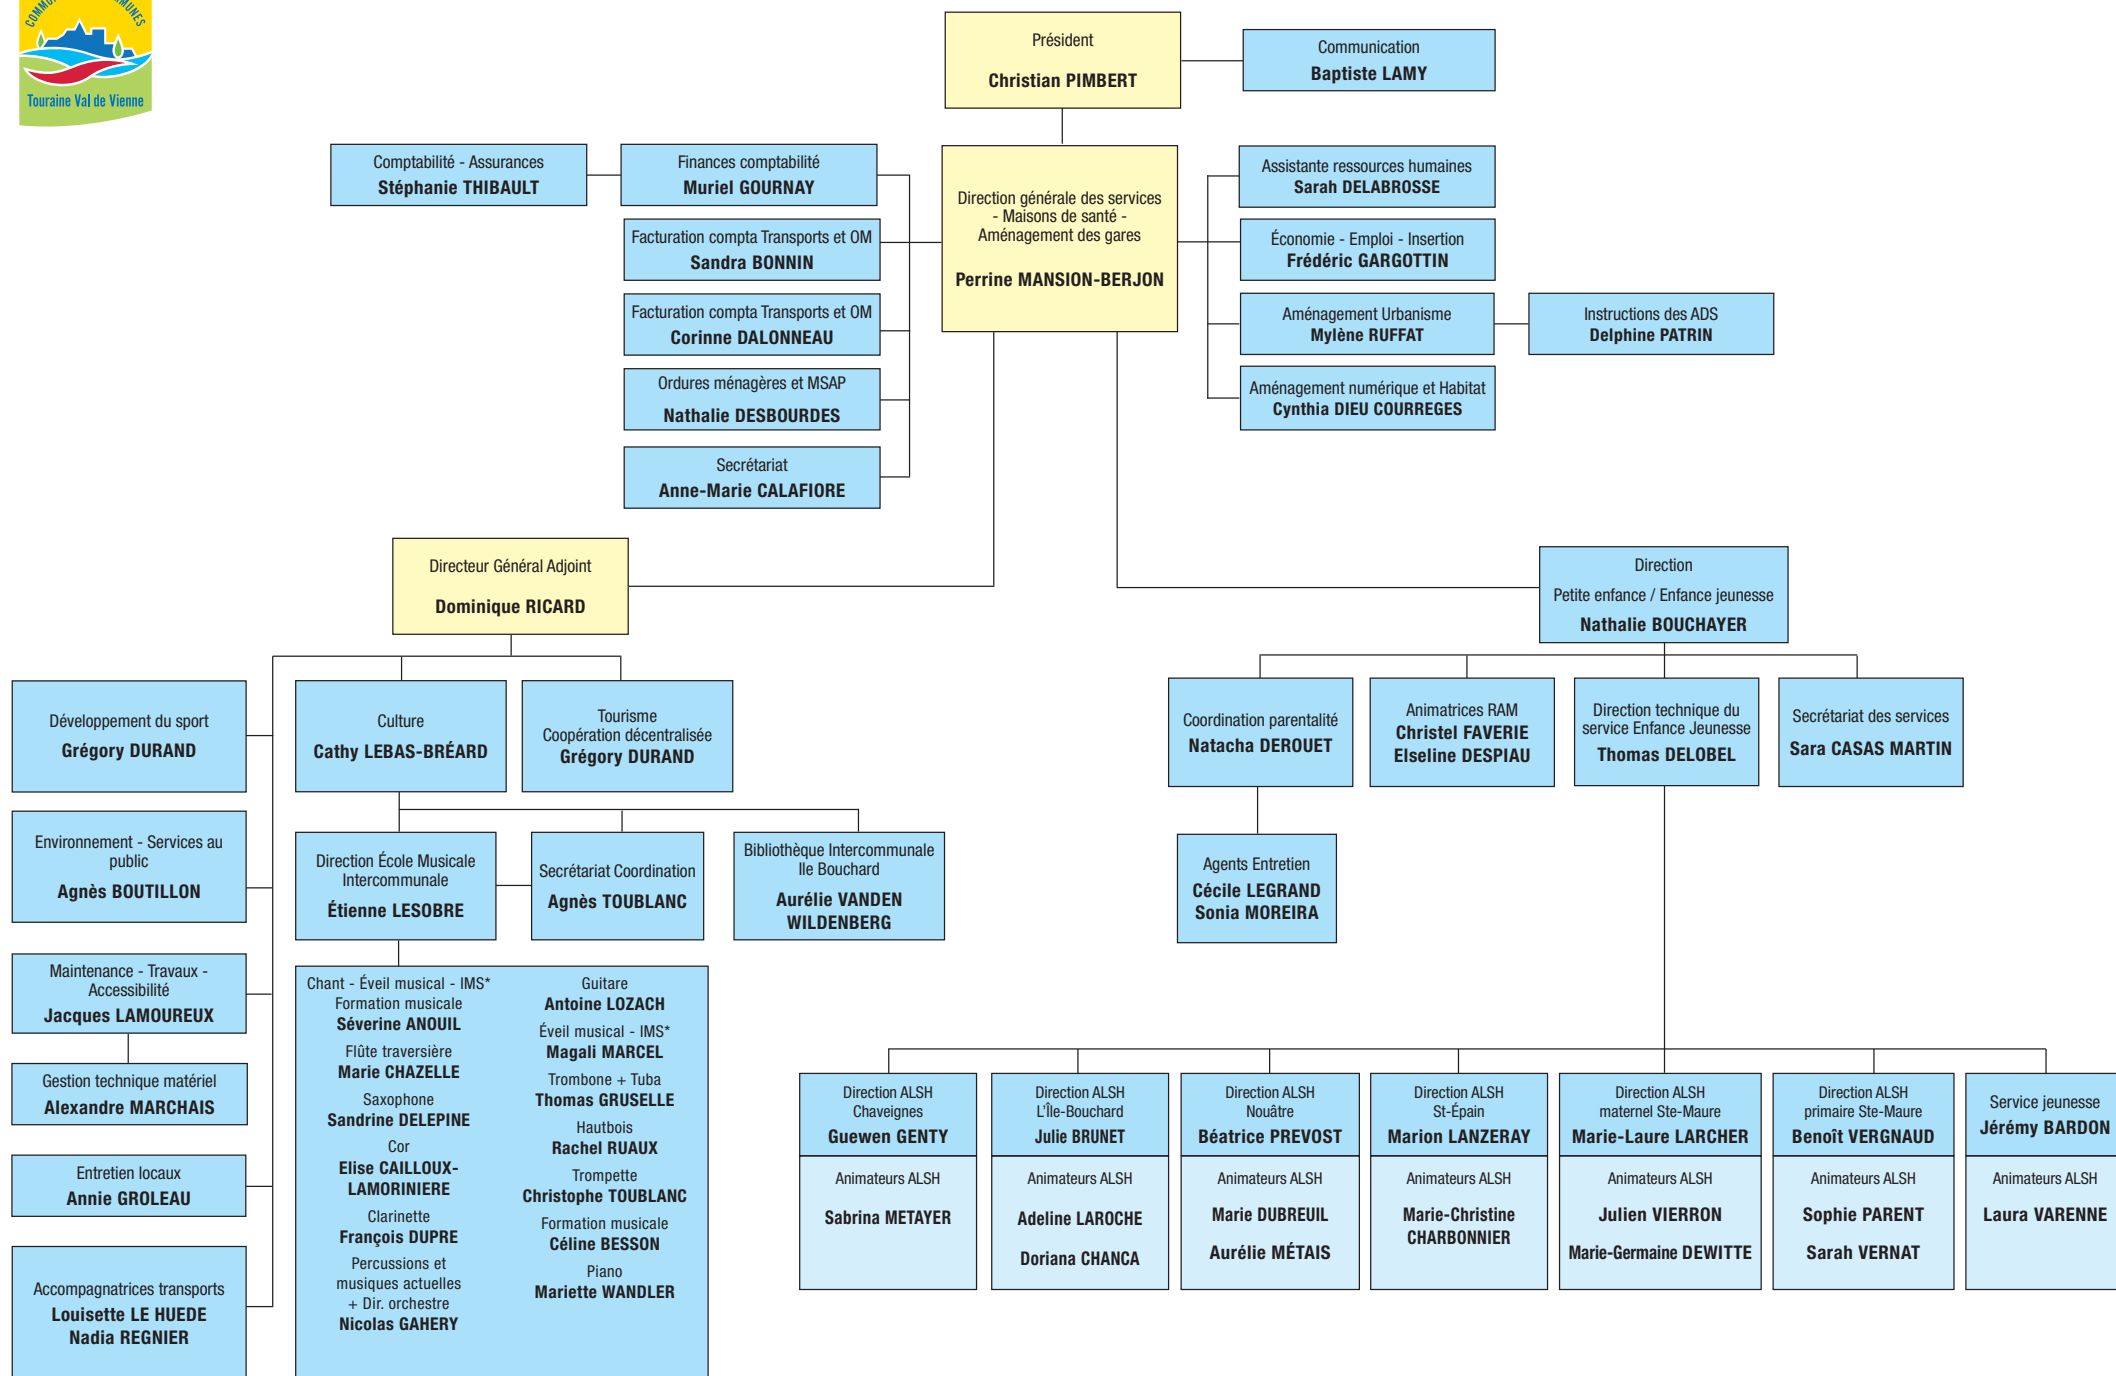 Touraine Val de Vienne
Président
Christian PIMBERT
Communication
Baptiste LAMY
Comptabilité - Assurances
Stéphanie THIBAULT
Finances comptabilité
Muriel GOURNAY
Facturation compta Transports et OM
Sandra BONNIN
Facturation compta Transports et OM
Corinne DALONNEAU
Ordures ménagères et MSAP
Nathalie DESBOURDES
Secrétariat
Anne-Marie CALAFIORE
Direction générale des services
- Maisons de santé -
Aménagement des gares
Perrine MANSION-BERJON
Assistante ressources humaines
Sarah DELABROSSE
Économie - Emploi - Insertion
Frédéric GARGOTTIN
Aménagement Urbanisme
Mylène RUFFAT
Instructions des ADS
Delphine PATRIN
Aménagement numérique et Habitat
Cynthia DIEU COURREGES
Directeur Général Adjoint
Dominique RICARD
Direction
Petite enfance / Enfance jeunesse
Nathalie BOUCHAYER
Développement du sport
Grégory DURAND
Culture
Cathy LEBAS-BRÉARD
Tourisme
Coopération décentralisée
Grégory DURAND
Environnement - Services au
public
Agnès BOUTILLON
Direction École Musicale
Intercommunale
Étienne LESOBRE
Secrétariat Coordination
Agnès TOUBLANC
Bibliothèque Intercommunale
Ile Bouchard
Aurélie VANDEN
WILDENBERG
Maintenance - Travaux -
Accessibilité
Jacques LAMOUREUX
Gestion technique matériel
Alexandre MARCHAIS
Entretien locaux
Annie GROLEAU
Accompagnatrices transports
Louisette LE HUEDE
Nadia REGNIER
Chant - Éveil musical - IMS*
Formation musicale
Séverine ANOUIL
Flûte traversière
Marie CHAZELLE
Saxophone
Sandrine DELEPINE
Cor
Elise CAILLOUX-
LAMORINIERE
Clarinette
François DUPRE
Percussions et
musiques actuelles
+ Dir. orchestre
Nicolas GAHERY
Guitare
Antoine LOZACH
Éveil musical - IMS*
Magali MARCEL
Trombone + Tuba
Thomas GRUSELLE
Hautbois
Rachel RUAUX
Trompette
Christophe TOUBLANC
Formation musicale
Céline BESSON
Piano
Mariette WANDLER
Coordination parentalité
Natacha DEROUET
Animatrices RAM
Christel FAVERIE
Elseline DESPIAU
Direction technique du
service Enfance Jeunesse
Thomas DELOBEL
Secrétariat des services
Sara CASAS MARTIN
Agents Entretien
Cécile LEGRAND
Sonia MOREIRA
Direction ALSH
Chaveignes
Guewen GENTY
Animateurs ALSH
Sabrina METAYER
Direction ALSH
L'Île-Bouchard
Julie BRUNET
Animateurs ALSH
Adeline LAROCHE
Doriana CHANCA
Direction ALSH
Nouâtre
Béatrice PREVOST
Animateurs ALSH
Marie DUBREUIL
Aurélie MÉTAIS
Direction ALSH
St-Épain
Marion LANZERAY
Animateurs ALSH
Marie-Christine
CHARBONNIER
Direction ALSH
maternel Ste-Maure
Marie-Laure LARCHER
Animateurs ALSH
Julien VIERRON
Marie-Germaine DEWITTE
Direction ALSH
primaire Ste-Maure
Benoît VERGNAUD
Animateurs ALSH
Sophie PARENT
Sarah VERNAT
Service jeunesse
Jérémy BARDON
Animateurs ALSH
Laura VARENNE